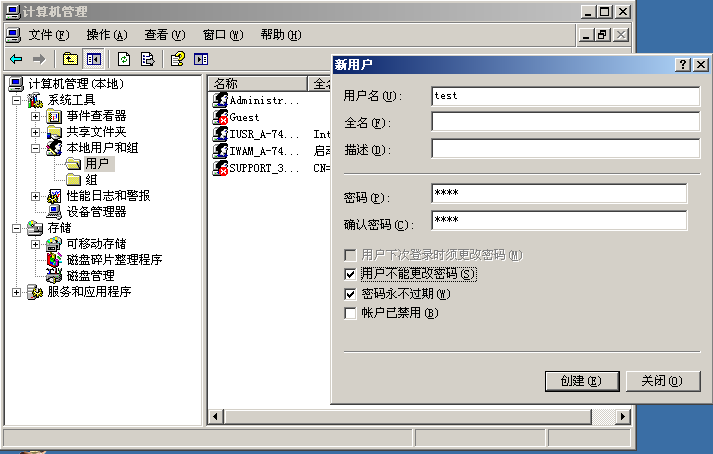 计算机管理
文件(F) 操作(A) 查看(V) 窗口(W) 帮助(H)
计算机管理(本地)
系统工具
事件查看器
共享文件夹
本地用户和组
用户
组
性能日志和警报
设备管理器
存储
可移动存储
磁盘碎片整理程序
磁盘管理
服务和应用程序
名称 全名
Administr...
Guest
IUSR_A-74... Int
IWAM_A-74... 启动
SUPPORT_3... CN=
新用户
用户名(U): test
全名(F):
描述(D):
密码(P): ****
确认密码(C): ****
用户下次登录时须更改密码(M)
用户不能更改密码(S)
密码永不过期(W)
帐户已禁用(B)
创建(E) 关闭(O)